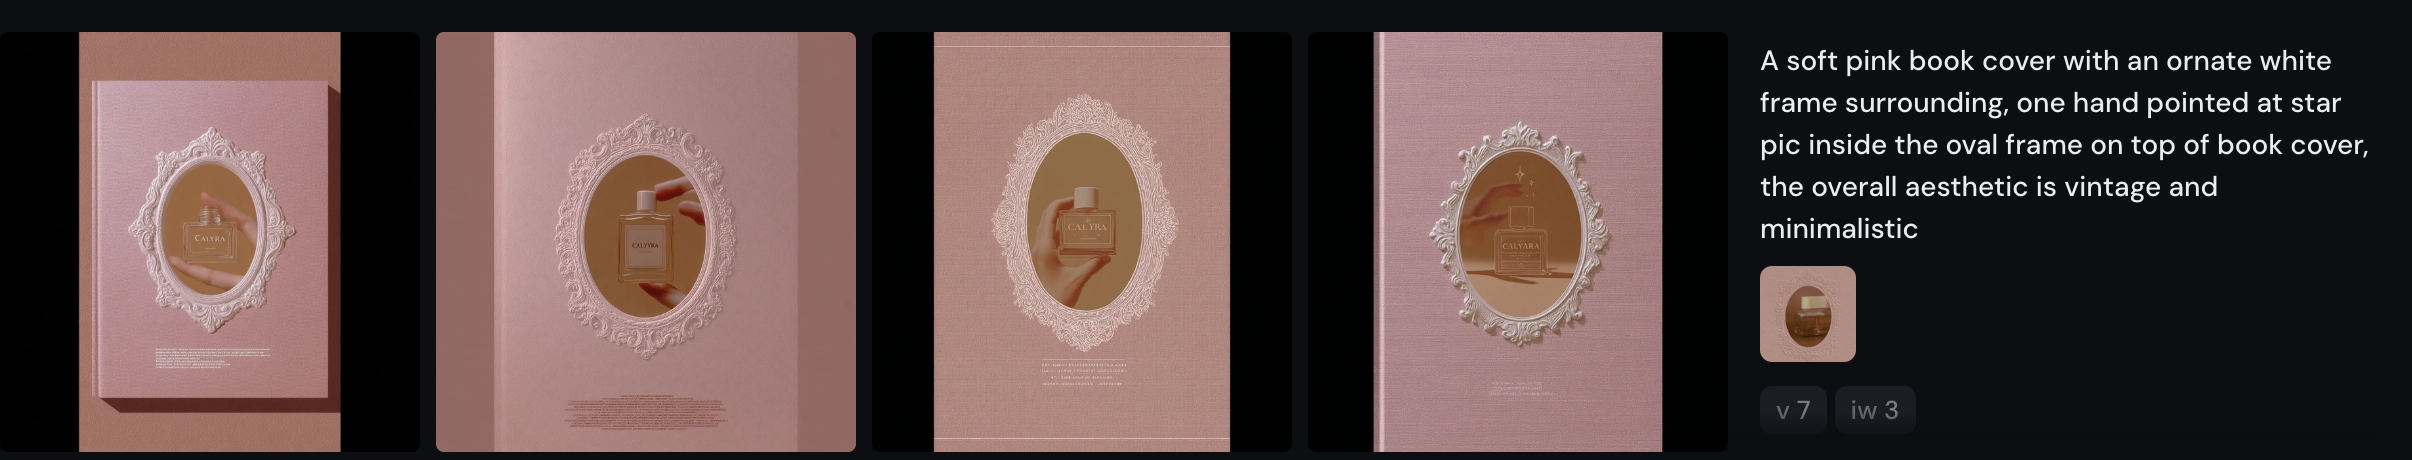 CALYRA
CALYYRA
CALYRA
CALYARA
A soft pink book cover with an ornate white
frame surrounding, one hand pointed at star
pic inside the oval frame on top of book cover,
the overall aesthetic is vintage and
minimalistic
v 7
iw 3